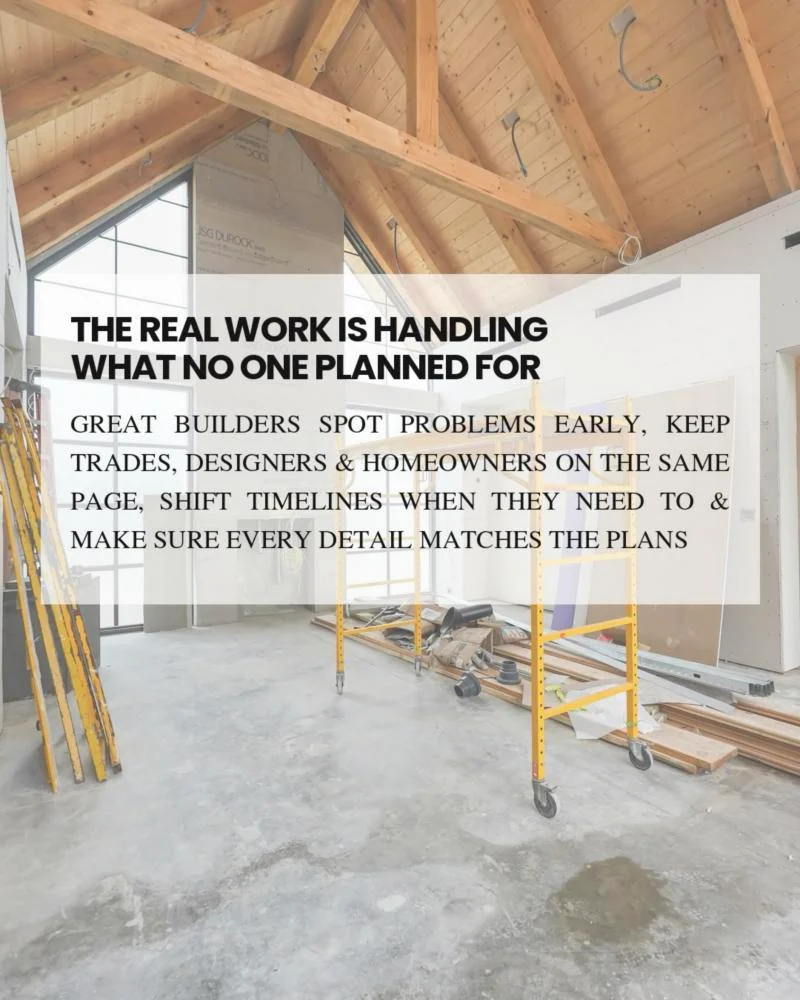 USG DUROCK
THE REAL WORK IS HANDLING
WHAT NO ONE PLANNED FOR
GREAT BUILDERS SPOT PROBLEMS EARLY, KEEP
TRADES, DESIGNERS & HOMEOWNERS ON THE SAME
PAGE, SHIFT TIMELINES WHEN THEY NEED TO &
MAKE SURE EVERY DETAIL MATCHES THE PLANS